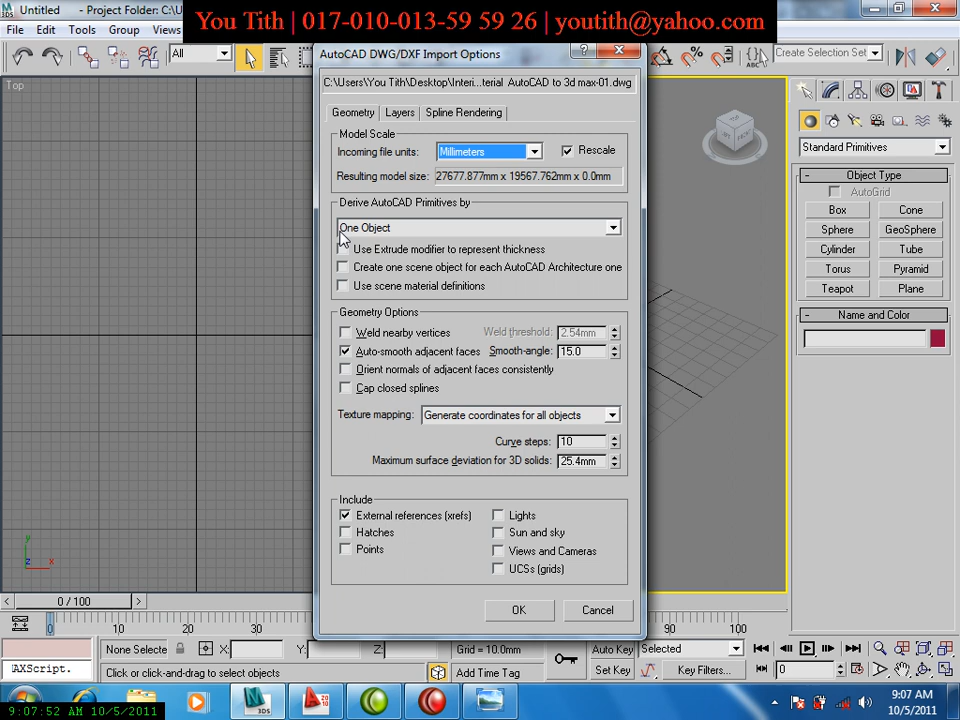 Untitled - Project Folder: C:\U
You Tith | 017-010-013-59 59 26 | youtith@yahoo.com
File Edit Tools Group Views
All
Create Selection Set
AutoCAD DWG/DXF Import Options
C:\Users\You Tith\Desktop\Interi...terial AutoCAD to 3d max-01.dwg
Geometry Layers Spline Rendering
Model Scale
Incoming file units: Millimeters Rescale
Resulting model size: 27677.877mm x 19567.762mm x 0.0mm
Derive AutoCAD Primitives by
One Object
Use Extrude modifier to represent thickness
Create one scene object for each AutoCAD Architecture one
Use scene material definitions
Geometry Options
Weld nearby vertices Weld threshold: 2.54mm
Auto-smooth adjacent faces Smooth-angle: 15.0
Orient normals of adjacent faces consistently
Cap closed splines
Texture mapping: Generate coordinates for all objects
Curve steps: 10
Maximum surface deviation for 3D solids: 25.4mm
Include
External references (xrefs) Lights
Hatches Sun and sky
Points Views and Cameras
UCSs (grids)
OK Cancel
Top
Standard Primitives
Object Type
AutoGrid
Box Cone
Sphere GeoSphere
Cylinder Tube
Torus Pyramid
Teapot Plane
Name and Color
y
z x
0 / 100
0 10 20 30 90 100
None Selecte X: Y: Z: Grid = 10.0mm Auto Key Selected
AXScript. Click or click-and-drag to select objects Add Time Tag Set Key Key Filters... 0
9:07:52 AM 10/5/2011
9:07 AM
10/5/2011